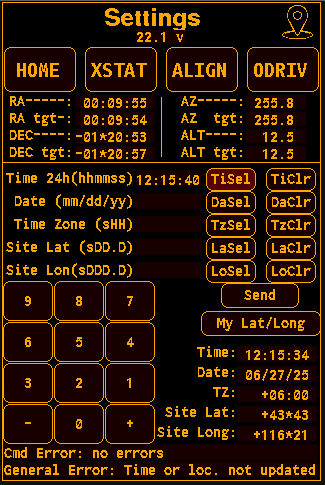 Settings
22.1 v
HOME XSTAT ALIGN ODRIV
RA-----: 00:09:55 AZ-----: 255.8
RA tgt-: 00:09:54 AZ tgt: 255.8
DEC----:-01*20:53 ALT----: 12.5
DEC tgt:-01*20:57 ALT tgt: 12.5
Time 24h(hhmmss) 12:15:40 TiSel TiClr
Date (mm/dd/yy) DaSel DaClr
Time Zone (sHH) TzSel TzClr
Site Lat (sDD.D) LaSel LaClr
Site Lon(sDDD.D) LoSel LoClr
Send
9 8 7
My Lat/Long
6 5 4
Time: 12:15:34
Date: 06/27/25
3 2 1
TZ: +06:00
Site Lat: +43*43
- 0 +
Site Long: +116*21
Cmd Error: no errors
General Error: Time or loc. not updated